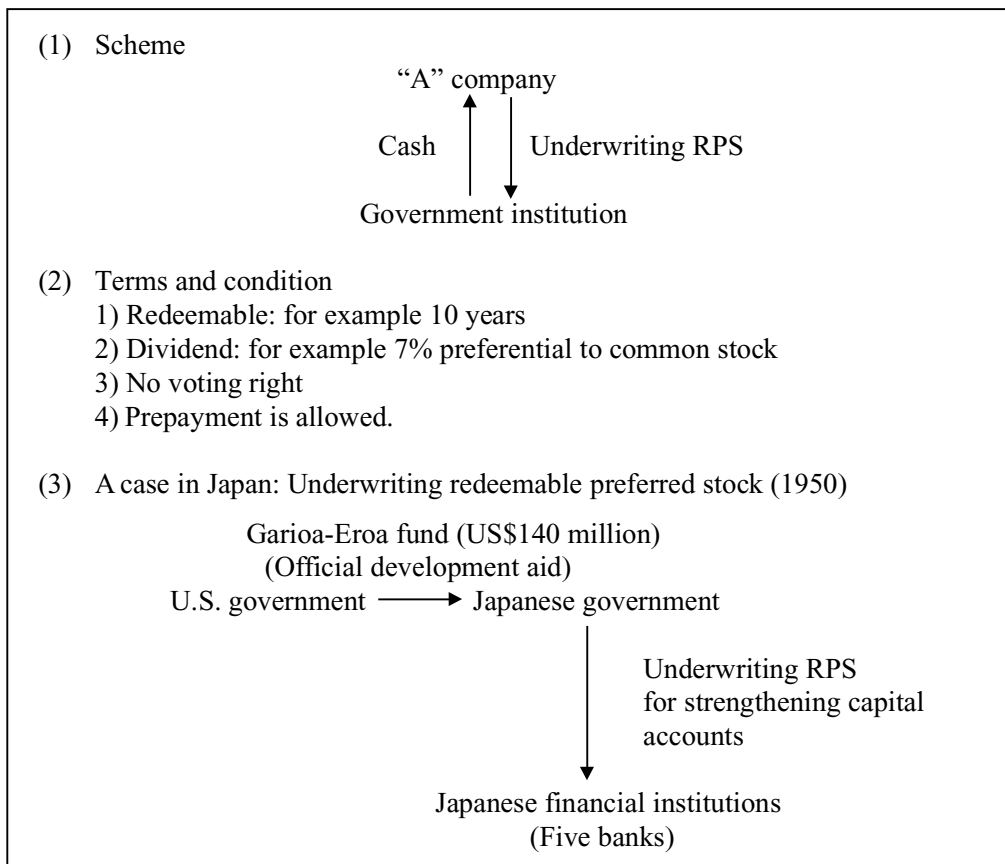 (1) Scheme
“A” company
Cash Underwriting RPS
Government institution
(2) Terms and condition
1) Redeemable: for example 10 years
2) Dividend: for example 7% preferential to common stock
3) No voting right
4) Prepayment is allowed.
(3) A case in Japan: Underwriting redeemable preferred stock (1950)
Garioa-Eroa fund (US$140 million)
(Official development aid)
U.S. government Japanese government
Underwriting RPS
for strengthening capital
accounts
Japanese financial institutions
(Five banks)